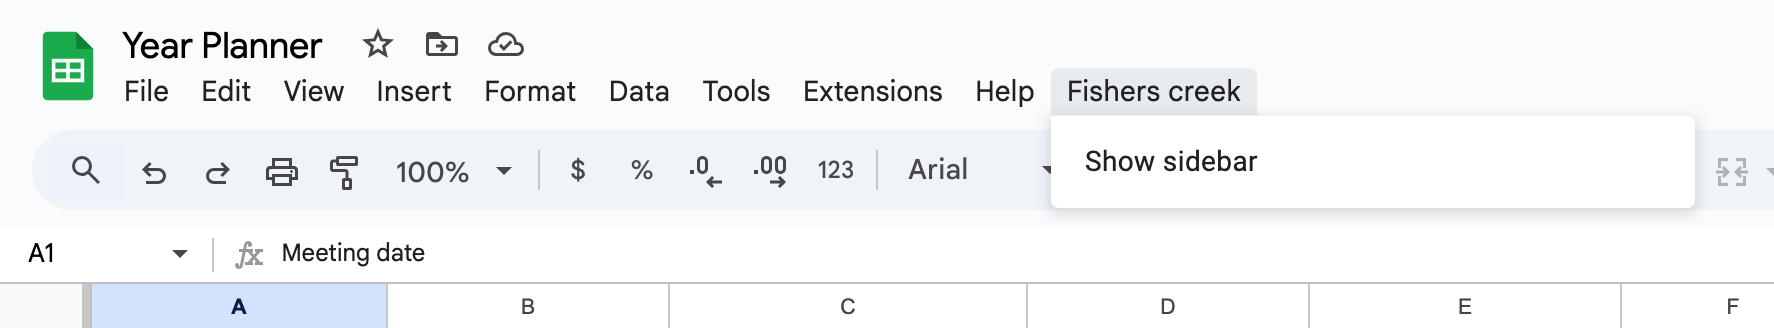 Year Planner
File Edit View Insert Format Data Tools Extensions Help Fishers creek
Show sidebar
100% $ % .0 .00 123 Arial
A1 fx Meeting date
A B C D E F